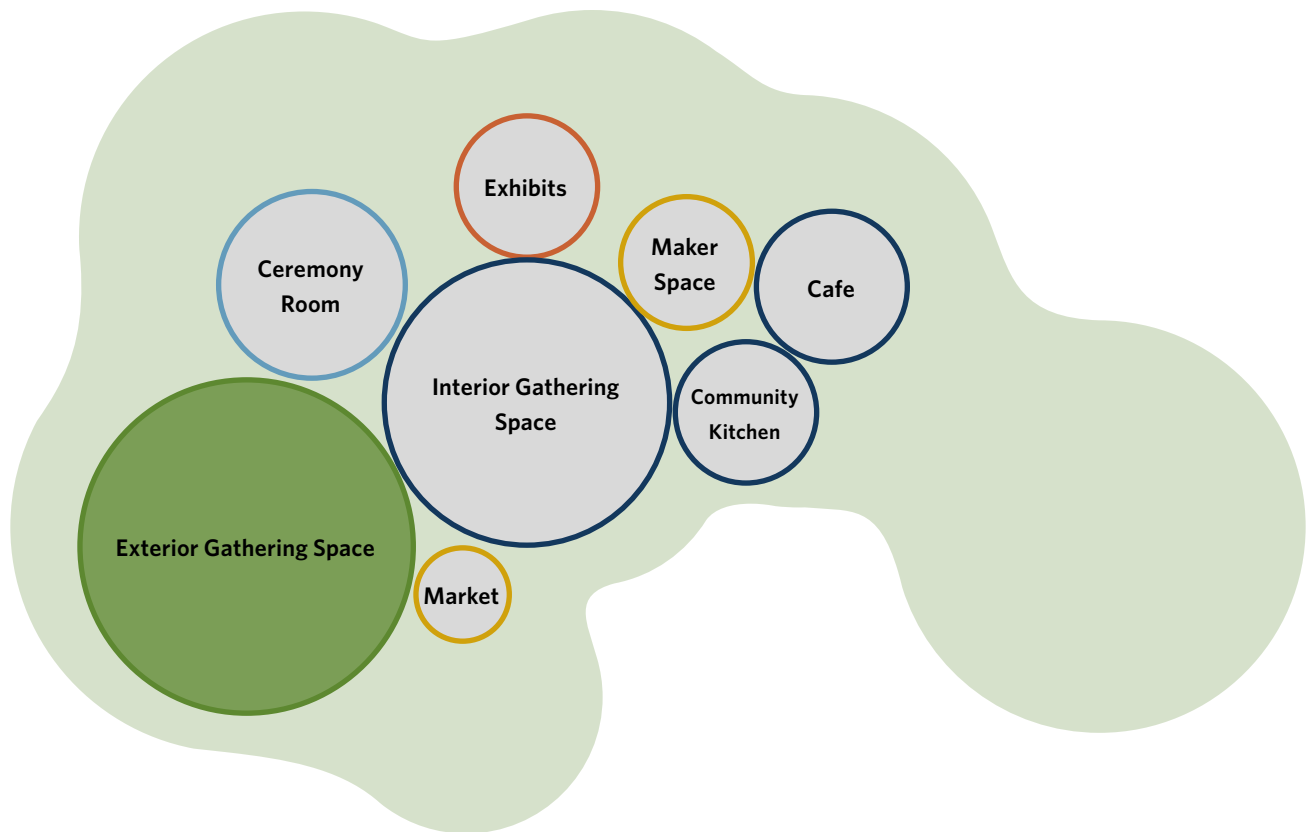 Exhibits
Maker
Space
Ceremony
Room
Cafe
Interior Gathering
Space
Community
Kitchen
Exterior Gathering Space
Market